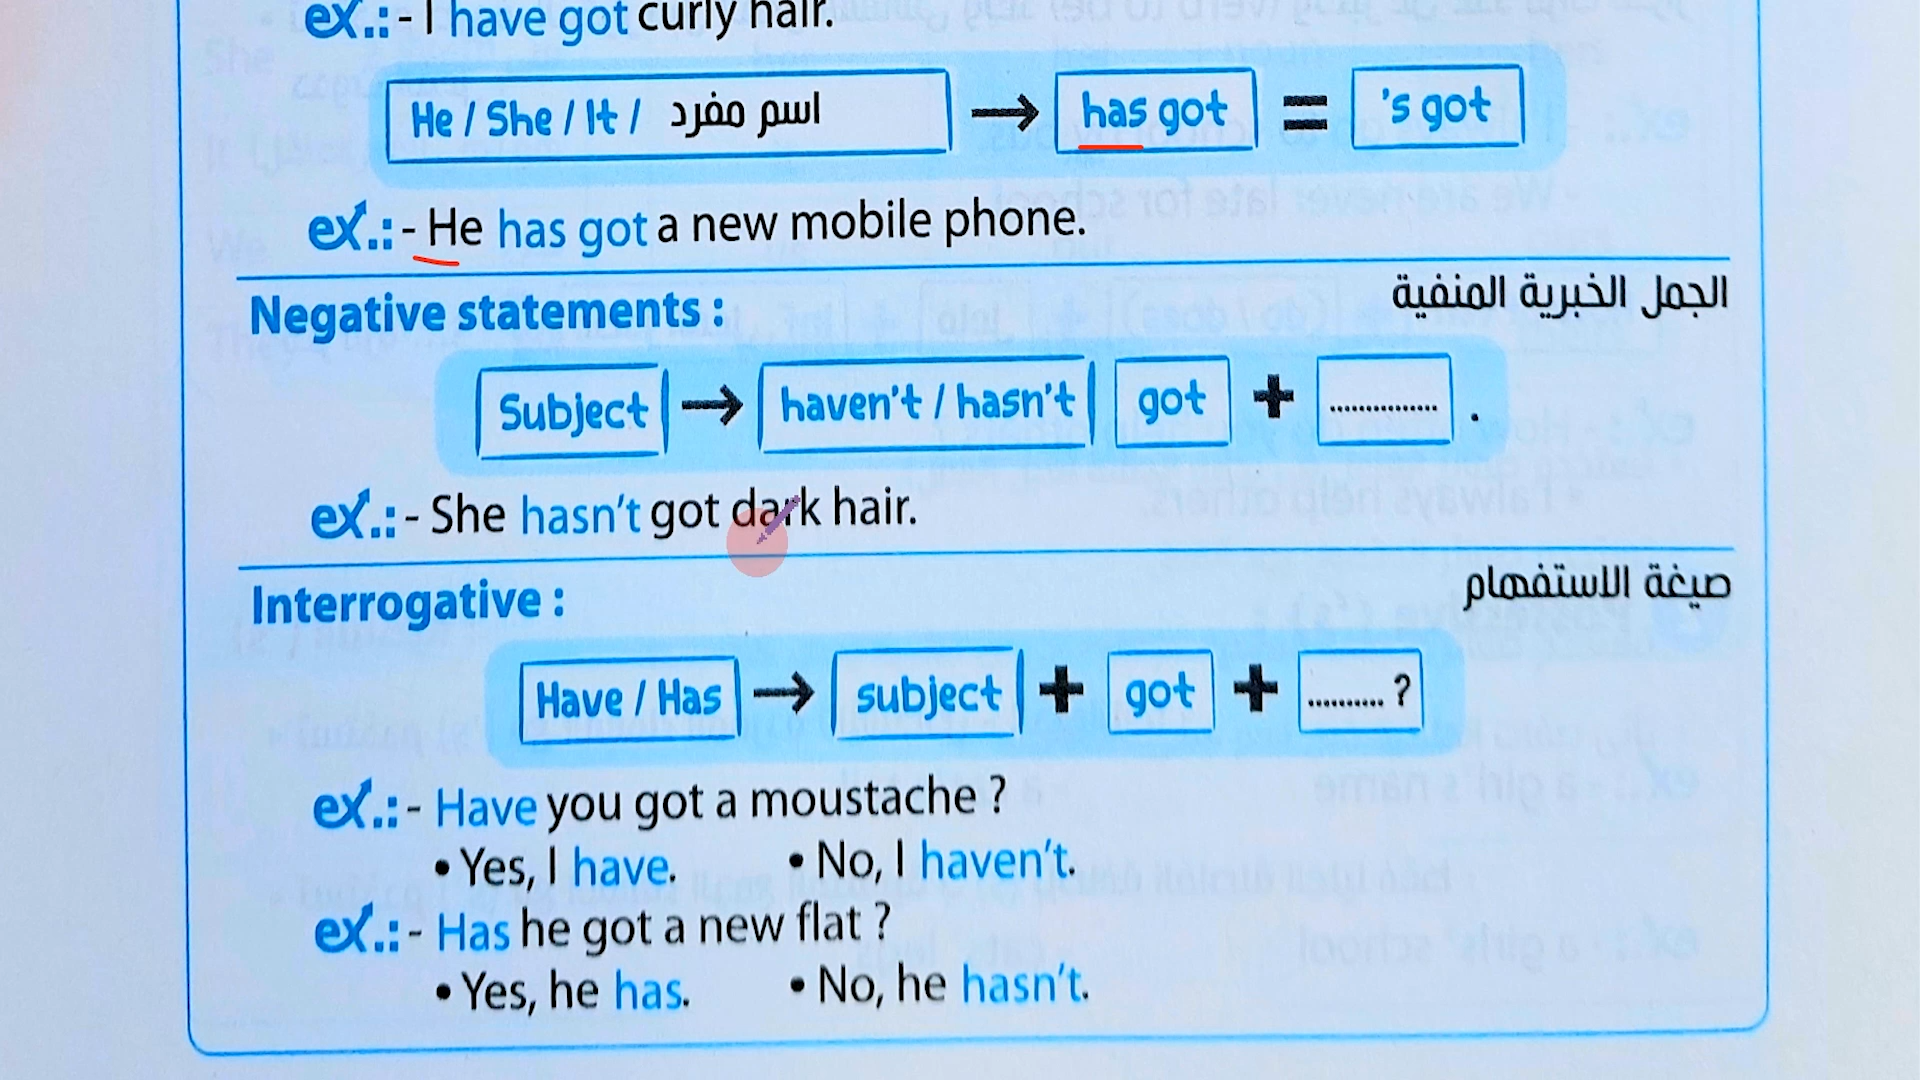 ex.: - I have got curly hair.
He / She / It / اسم مفرد → has got = 's got
ex.: - He has got a new mobile phone.
Negative statements : الجمل الخبرية المنفية
Subject → haven't / hasn't got + ............... .
ex.: - She hasn't got dark hair.
Interrogative : صيغة الاستفهام
Have / Has → subject + got + .......... ?
ex.: - Have you got a moustache ?
• Yes, I have. • No, I haven't.
ex.: - Has he got a new flat ?
• Yes, he has. • No, he hasn't.